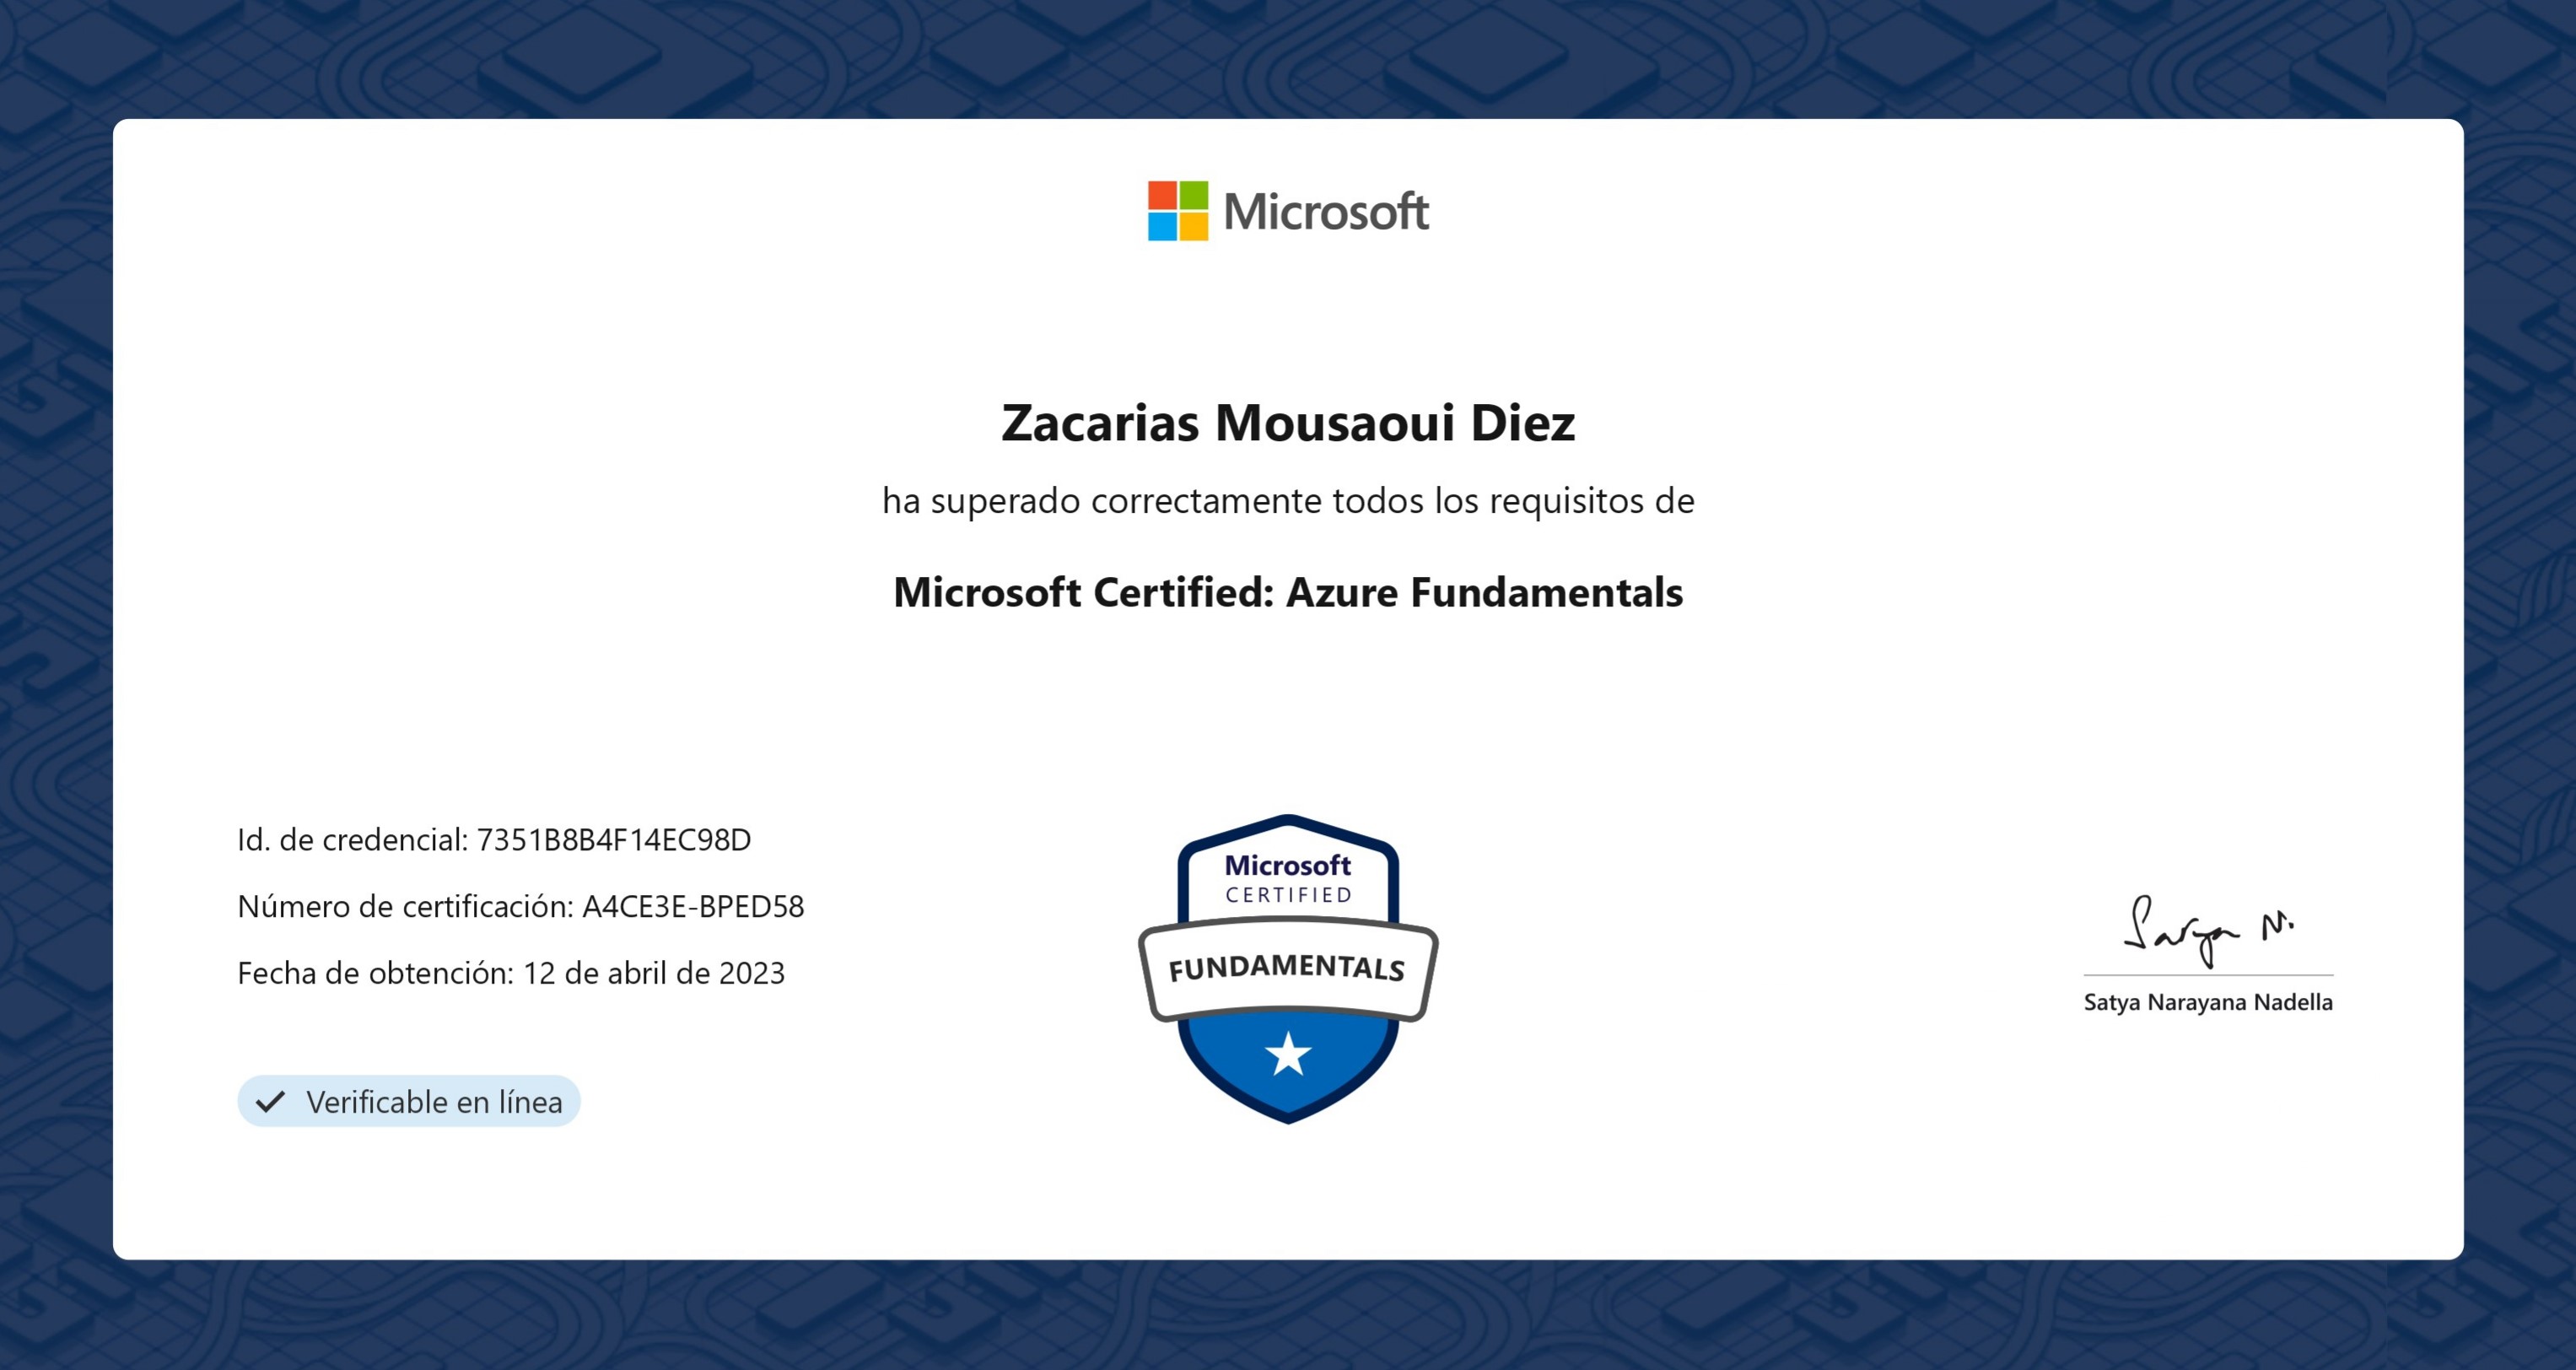 Microsoft
Zacarias Mousaoui Diez
ha superado correctamente todos los requisitos de
Microsoft Certified: Azure Fundamentals
Id. de credencial: 7351B8B4F14EC98D
Número de certificación: A4CE3E-BPED58
Fecha de obtención: 12 de abril de 2023
Verificable en línea
Microsoft
CERTIFIED
FUNDAMENTALS
Satya N.
Satya Narayana Nadella